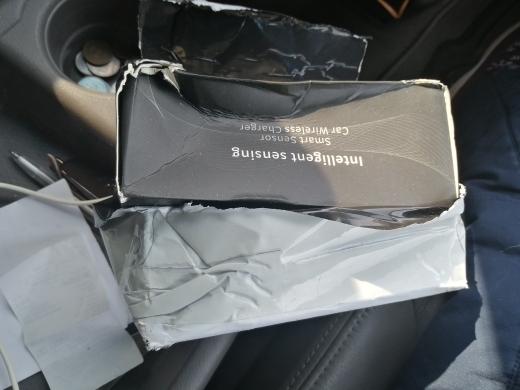 Intelligent sensing
Smart Sensor
Car Wireless Charger